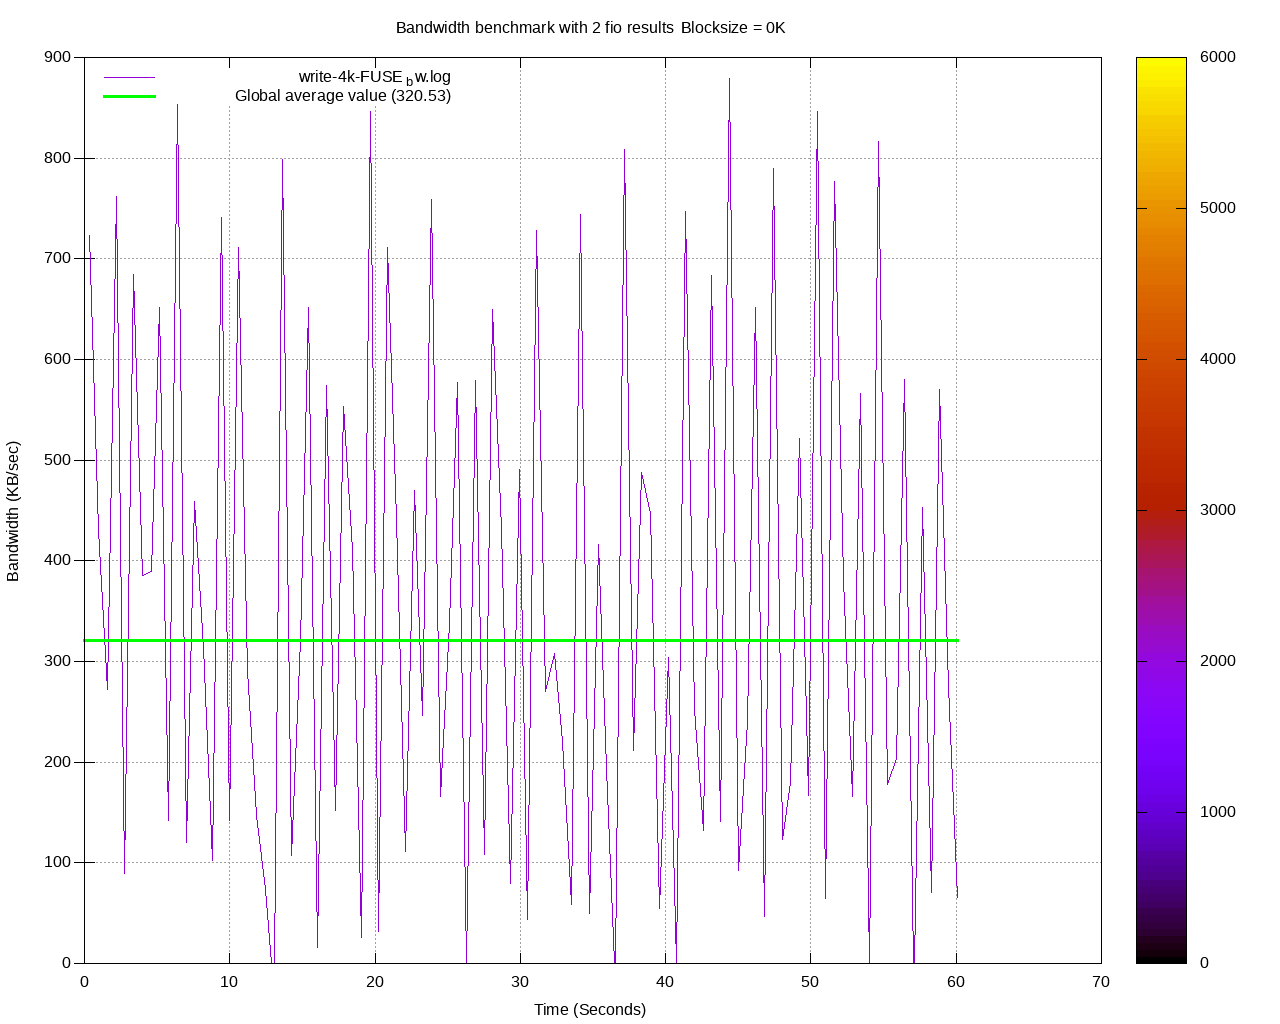 Bandwidth benchmark with 2 fio results Blocksize = 0K
write-4k-FUSE_bw.log
Global average value (320.53)
Bandwidth (KB/sec)
900
800
700
600
500
400
300
200
100
0
0 10 20 30 40 50 60 70
Time (Seconds)
6000
5000
4000
3000
2000
1000
0